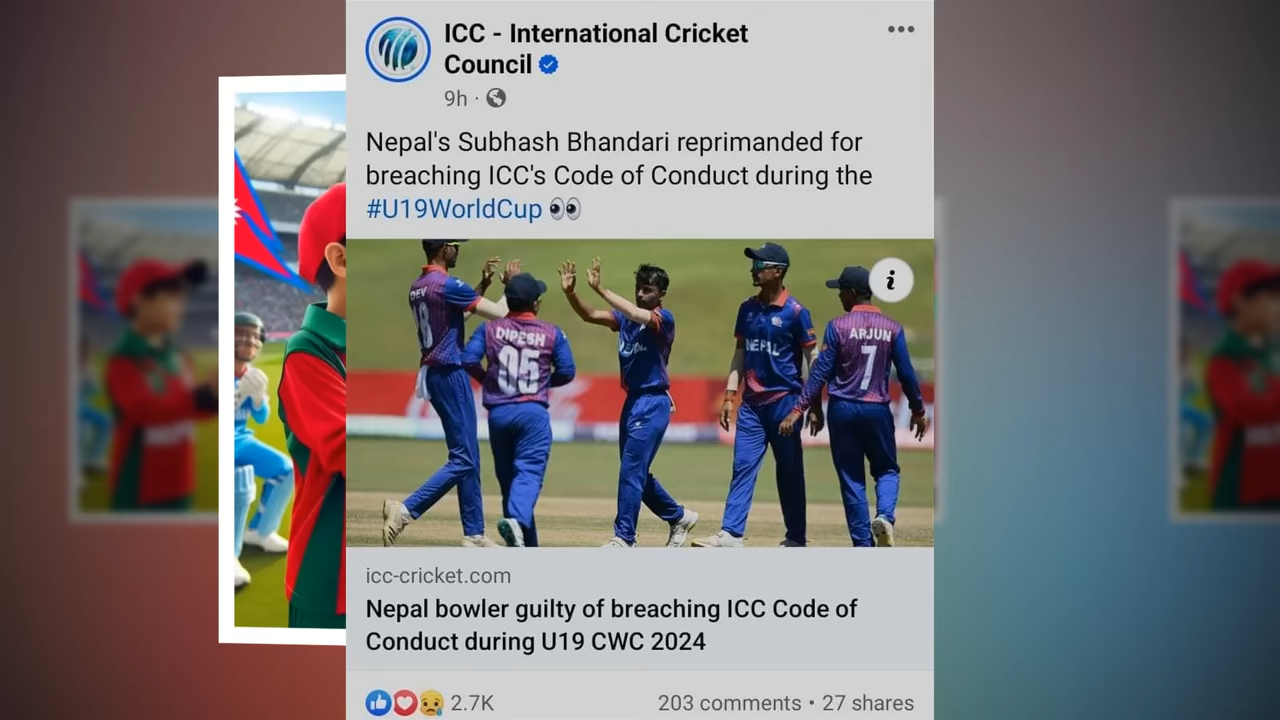 ICC - International Cricket
Council
9h ·
Nepal's Subhash Bhandari reprimanded for
breaching ICC's Code of Conduct during the
#U19WorldCup 👀
DEV
18
DIPESH
05
NEPAL
ARJUN
7
i
icc-cricket.com
Nepal bowler guilty of breaching ICC Code of
Conduct during U19 CWC 2024
2.7K
203 comments • 27 shares